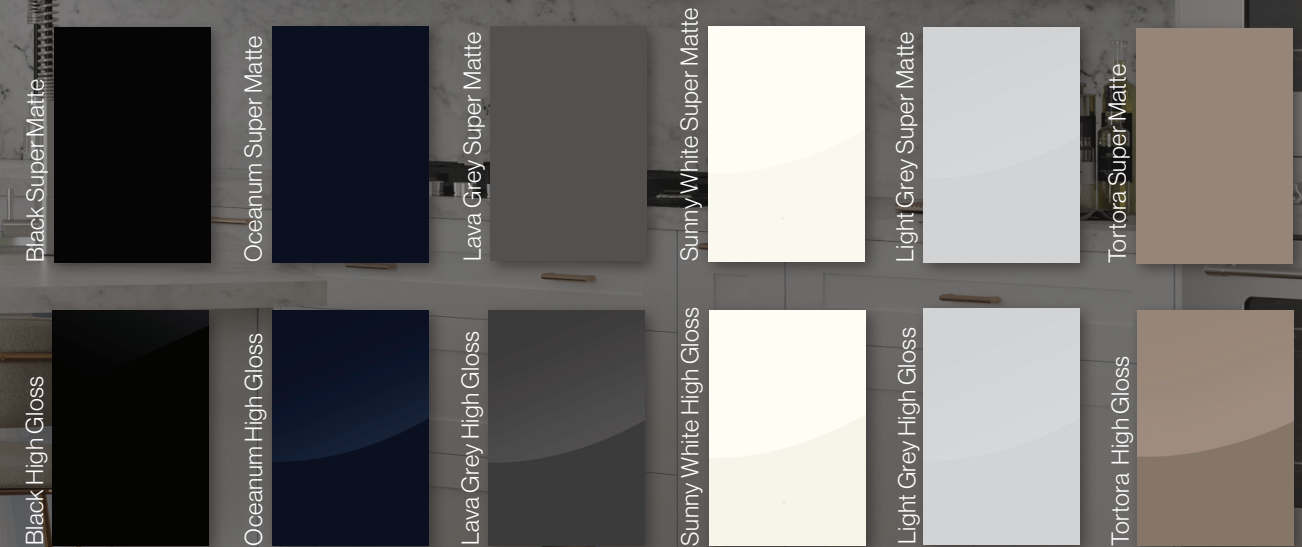 Black Super Matte
Oceanum Super Matte
Lava Grey Super Matte
Sunny White Super Matte
Light Grey Super Matte
Tortora Super Matte
Black High Gloss
Oceanum High Gloss
Lava Grey High Gloss
Sunny White High Gloss
Light Grey High Gloss
Tortora High Gloss